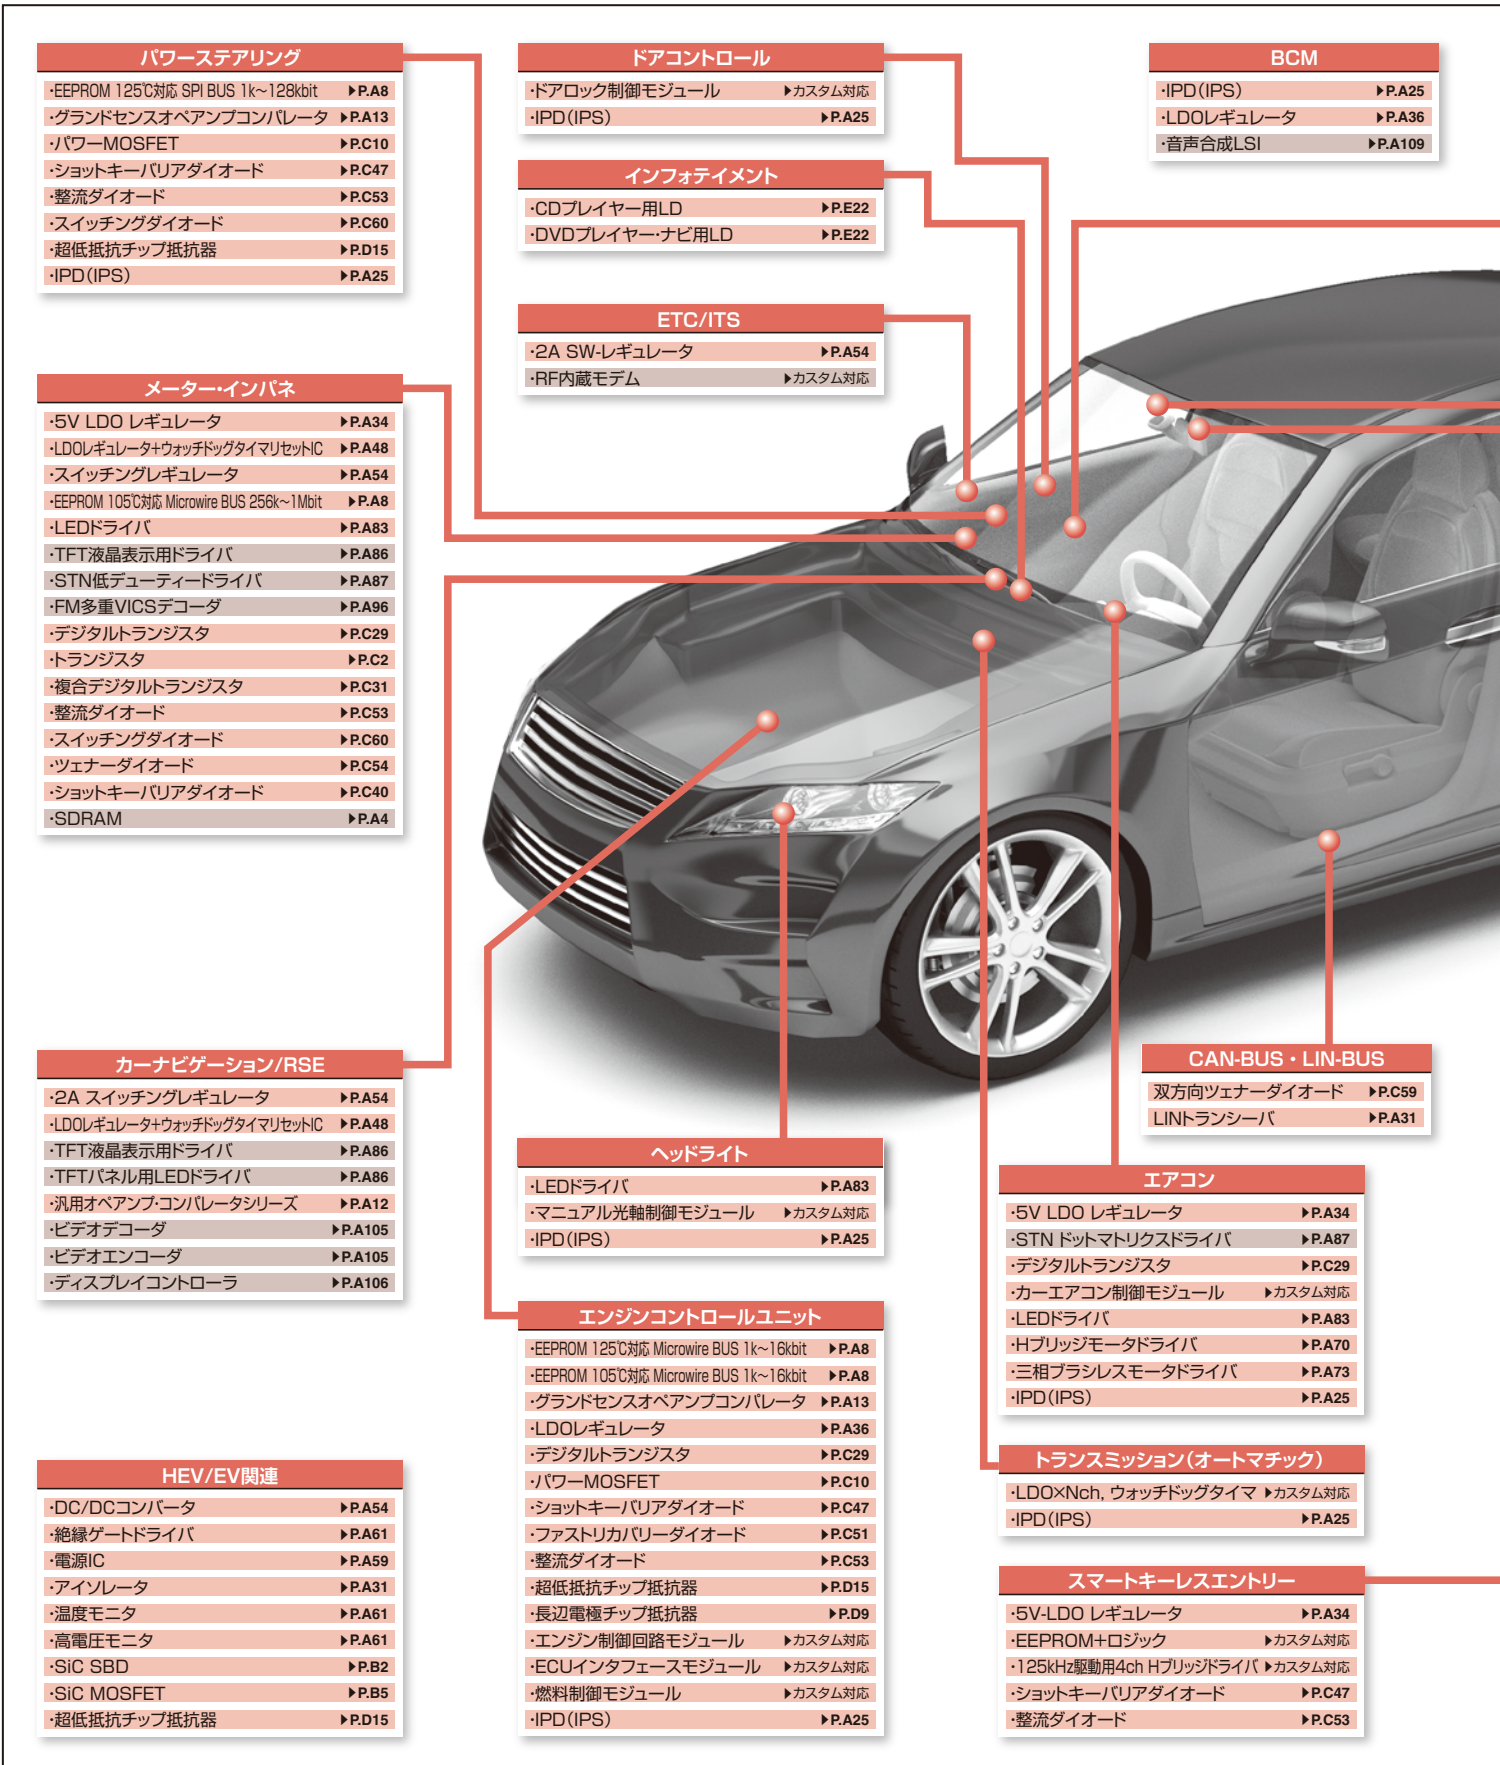 パワーステアリング
・EEPROM 125℃対応 SPI BUS 1k〜128kbit ▶P.A8
・グランドセンスオペアンプコンパレータ ▶P.A13
・パワーMOSFET ▶P.C10
・ショットキーバリアダイオード ▶P.C47
・整流ダイオード ▶P.C53
・スイッチングダイオード ▶P.C60
・超低抵抗チップ抵抗器 ▶P.D15
・IPD(IPS) ▶P.A25
ドアコントロール
・ドアロック制御モジュール ▶カスタム対応
・IPD(IPS) ▶P.A25
インフォテイメント
・CDプレイヤー用LD ▶P.E22
・DVDプレイヤー・ナビ用LD ▶P.E22
ETC/ITS
・2A SW-レギュレータ ▶P.A54
・RF内蔵モデム ▶カスタム対応
BCM
・IPD(IPS) ▶P.A25
・LDOレギュレータ ▶P.A36
・音声合成LSI ▶P.A109
メーター・インパネ
・5V LDO レギュレータ ▶P.A34
・LDOレギュレータ+ウォッチドッグタイマリセットIC ▶P.A48
・スイッチングレギュレータ ▶P.A54
・EEPROM 105℃対応 Microwire BUS 256k〜1Mbit ▶P.A8
・LEDドライバ ▶P.A83
・TFT液晶表示用ドライバ ▶P.A86
・STN低デューティードライバ ▶P.A87
・FM多重VICSデコーダ ▶P.A96
・デジタルトランジスタ ▶P.C29
・トランジスタ ▶P.C2
・複合デジタルトランジスタ ▶P.C31
・整流ダイオード ▶P.C53
・スイッチングダイオード ▶P.C60
・ツェナーダイオード ▶P.C54
・ショットキーバリアダイオード ▶P.C40
・SDRAM ▶P.A4
カーナビゲーション/RSE
・2A スイッチングレギュレータ ▶P.A54
・LDOレギュレータ+ウォッチドッグタイマリセットIC ▶P.A48
・TFT液晶表示用ドライバ ▶P.A86
・TFTパネル用LEDドライバ ▶P.A86
・汎用オペアンプ・コンパレータシリーズ ▶P.A12
・ビデオデコーダ ▶P.A105
・ビデオエンコーダ ▶P.A105
・ディスプレイコントローラ ▶P.A106
HEV/EV関連
・DC/DCコンバータ ▶P.A54
・絶縁ゲートドライバ ▶P.A61
・電源IC ▶P.A59
・アイソレータ ▶P.A31
・温度モニタ ▶P.A61
・高電圧モニタ ▶P.A61
・SiC SBD ▶P.B2
・SiC MOSFET ▶P.B5
・超低抵抗チップ抵抗器 ▶P.D15
ヘッドライト
・LEDドライバ ▶P.A83
・マニュアル光軸制御モジュール ▶カスタム対応
・IPD(IPS) ▶P.A25
エンジンコントロールユニット
・EEPROM 125℃対応 Microwire BUS 1k〜16kbit ▶P.A8
・EEPROM 105℃対応 Microwire BUS 1k〜16kbit ▶P.A8
・グランドセンスオペアンプコンパレータ ▶P.A13
・LDOレギュレータ ▶P.A36
・デジタルトランジスタ ▶P.C29
・パワーMOSFET ▶P.C10
・ショットキーバリアダイオード ▶P.C47
・ファストリカバリーダイオード ▶P.C51
・整流ダイオード ▶P.C53
・超低抵抗チップ抵抗器 ▶P.D15
・長辺電極チップ抵抗器 ▶P.D9
・エンジン制御回路モジュール ▶カスタム対応
・ECUインタフェースモジュール ▶カスタム対応
・燃料制御モジュール ▶カスタム対応
・IPD(IPS) ▶P.A25
CAN-BUS・LIN-BUS
双方向ツェナーダイオード ▶P.C59
LINトランシーバ ▶P.A31
エアコン
・5V LDO レギュレータ ▶P.A34
・STN ドットマトリクスドライバ ▶P.A87
・デジタルトランジスタ ▶P.C29
・カーエアコン制御モジュール ▶カスタム対応
・LEDドライバ ▶P.A83
・Hブリッジモータドライバ ▶P.A70
・三相ブラシレスモータドライバ ▶P.A73
・IPD(IPS) ▶P.A25
トランスミッション(オートマチック)
・LDO×Nch, ウォッチドッグタイマ ▶カスタム対応
・IPD(IPS) ▶P.A25
スマートキーレスエントリー
・5V-LDO レギュレータ ▶P.A34
・EEPROM+ロジック ▶カスタム対応
・125kHz駆動用4ch Hブリッジドライバ ▶カスタム対応
・ショットキーバリアダイオード ▶P.C47
・整流ダイオード ▶P.C53